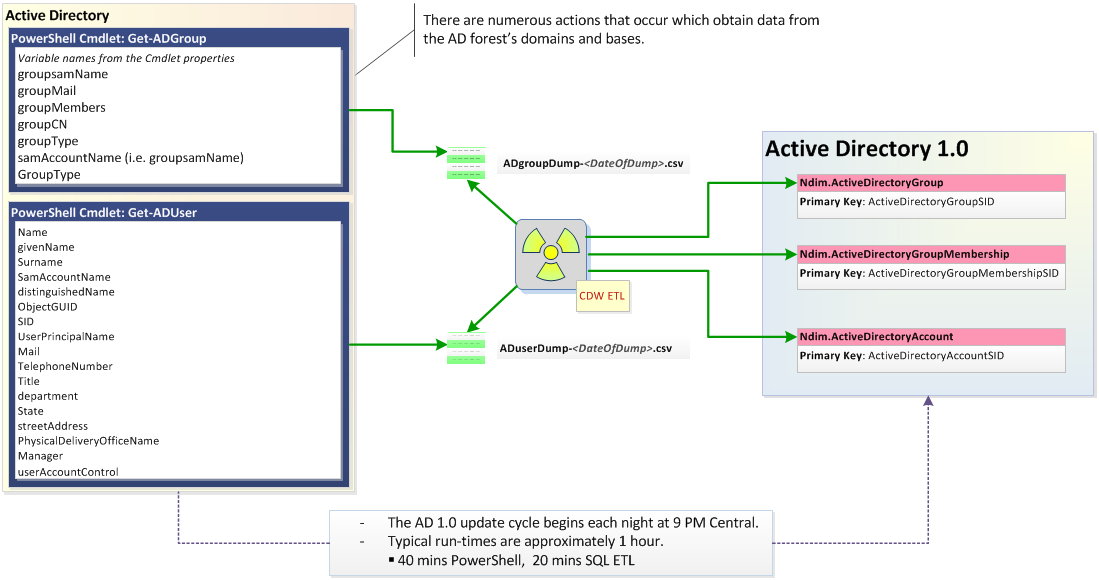 Active Directory
PowerShell Cmdlet: Get-ADGroup
Variable names from the Cmdlet properties
groupsamName
groupMail
groupMembers
groupCN
groupType
samAccountName (i.e. groupsamName)
GroupType
PowerShell Cmdlet: Get-ADUser
Name
givenName
Surname
SamAccountName
distinguishedName
ObjectGUID
SID
UserPrincipalName
Mail
TelephoneNumber
Title
department
State
streetAddress
PhysicalDeliveryOfficeName
Manager
userAccountControl
There are numerous actions that occur which obtain data from
the AD forest's domains and bases.
ADgroupDump-<DateOfDump>.csv
CDW ETL
ADuserDump-<DateOfDump>.csv
Active Directory 1.0
Ndim.ActiveDirectoryGroup
Primary Key: ActiveDirectoryGroupSID
Ndim.ActiveDirectoryGroupMembership
Primary Key: ActiveDirectoryGroupMembershipSID
Ndim.ActiveDirectoryAccount
Primary Key: ActiveDirectoryAccountSID
- The AD 1.0 update cycle begins each night at 9 PM Central.
- Typical run-times are approximately 1 hour.
▪ 40 mins PowerShell, 20 mins SQL ETL